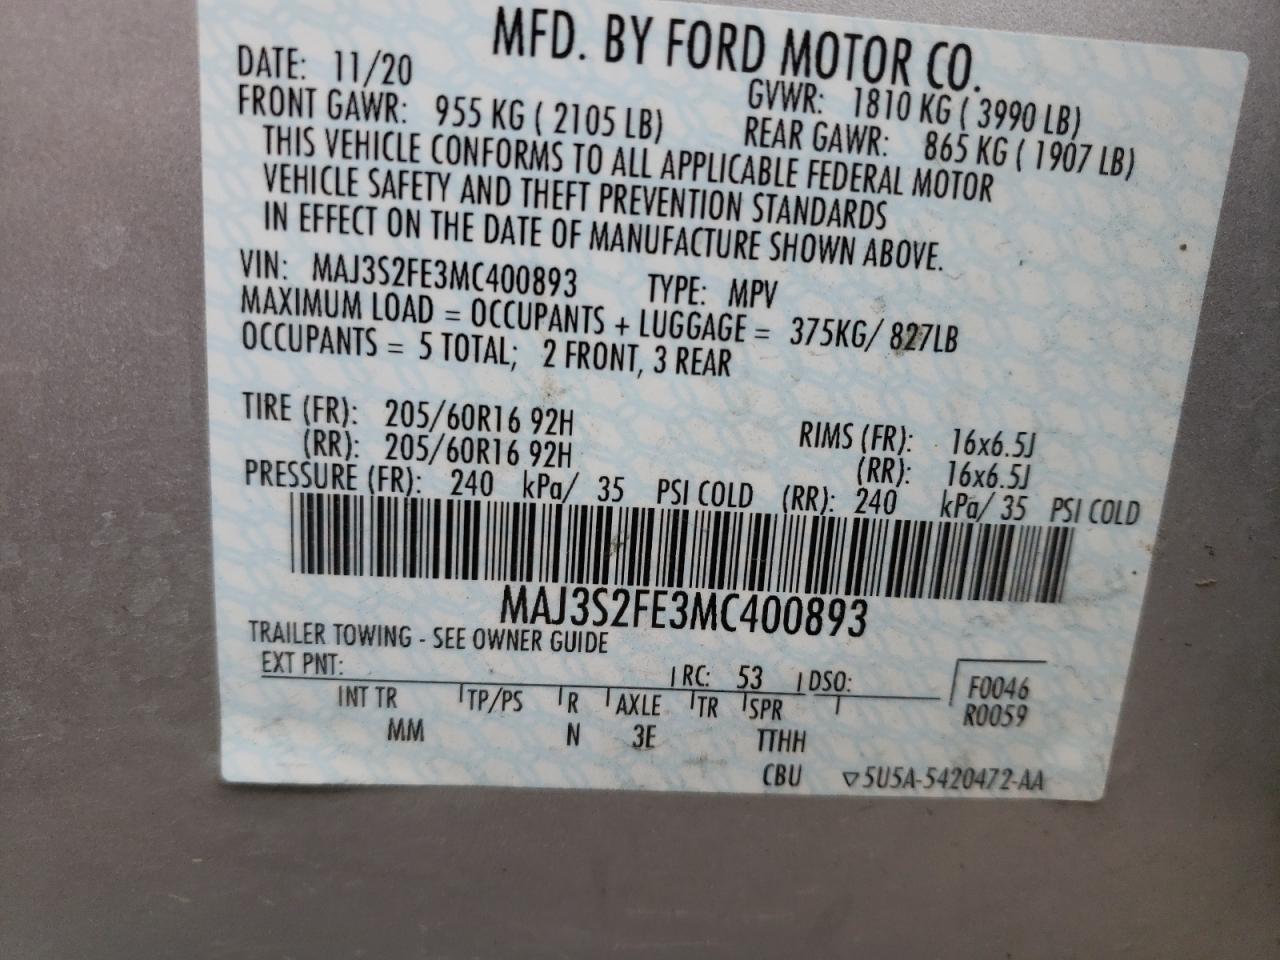 MFD. BY FORD MOTOR CO.
DATE: 11/20 GVWR: 1810 KG ( 3990 LB)
FRONT GAWR: 955 KG ( 2105 LB) REAR GAWR: 865 KG ( 1907 LB)
THIS VEHICLE CONFORMS TO ALL APPLICABLE FEDERAL MOTOR
VEHICLE SAFETY AND THEFT PREVENTION STANDARDS
IN EFFECT ON THE DATE OF MANUFACTURE SHOWN ABOVE.
VIN: MAJ3S2FE3MC400893 TYPE: MPV
MAXIMUM LOAD = OCCUPANTS + LUGGAGE = 375KG/ 827LB
OCCUPANTS = 5 TOTAL; 2 FRONT, 3 REAR
TIRE (FR): 205/60R16 92H RIMS (FR): 16x6.5J
(RR): 205/60R16 92H (RR): 16x6.5J
PRESSURE (FR): 240 kPa/ 35 PSI COLD (RR): 240 kPa/ 35 PSI COLD
MAJ3S2FE3MC400893
TRAILER TOWING - SEE OWNER GUIDE
EXT PNT: RC: 53 DSO: F0046
INT TR TP/PS R AXLE TR SPR R0059
MM N 3E TTHH
CBU ▽5U5A-5420472-AA